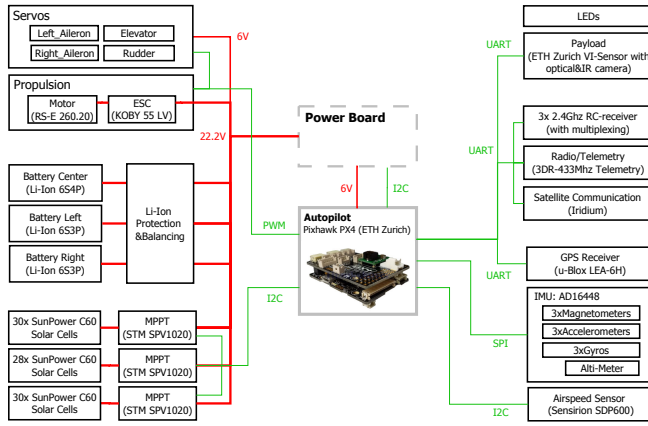 Servos
Left_Aileron
Elevator
Right_Aileron
Rudder
6V
Propulsion
Motor
(RS-E 260.20)
ESC
(KOBY 55 LV)
22.2V
Battery Center
(Li-Ion 6S4P)
Battery Left
(Li-Ion 6S3P)
Battery Right
(Li-Ion 6S3P)
Li-Ion
Protection
&Balancing
30x SunPower C60
Solar Cells
MPPT
(STM SPV1020)
28x SunPower C60
Solar Cells
MPPT
(STM SPV1020)
30x SunPower C60
Solar Cells
MPPT
(STM SPV1020)
PWM
I2C
Power Board
6V
I2C
Autopilot
Pixhawk PX4 (ETH Zurich)
UART
UART
UART
SPI
I2C
LEDs
Payload
(ETH Zurich VI-Sensor with
optical&IR camera)
3x 2.4Ghz RC-receiver
(with multiplexing)
Radio/Telemetry
(3DR-433Mhz Telemetry)
Satellite Communication
(Iridium)
GPS Receiver
(u-Blox LEA-6H)
IMU: AD16448
3xMagnetometers
3xAccelerometers
3xGyros
Alti-Meter
Airspeed Sensor
(Sensirion SDP600)